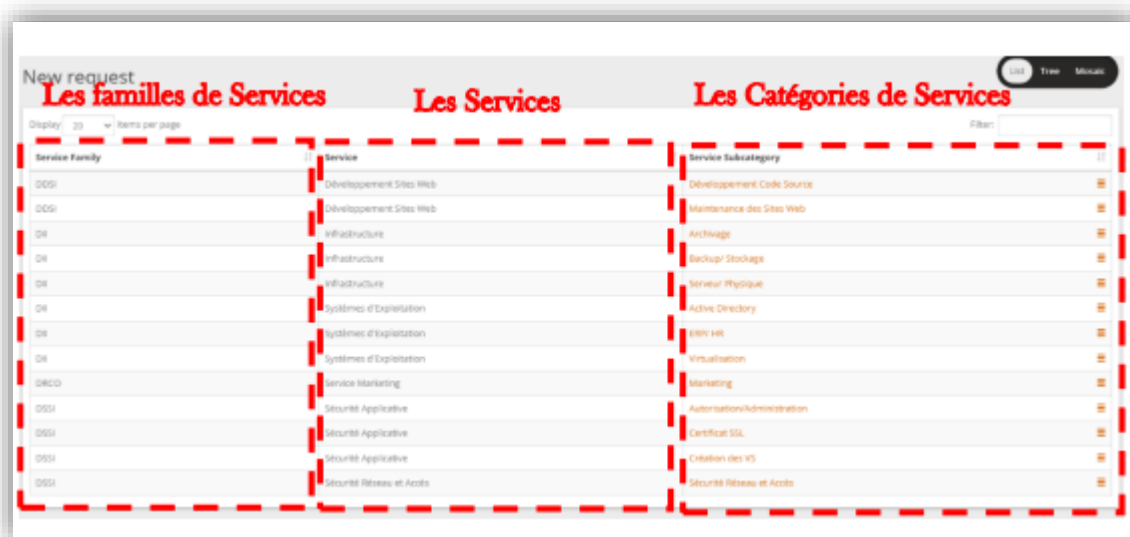 New request
List Tree Mosaic
Les familles de Services Les Services Les Catégories de Services
Display 20 items per page Filter:
Service Family Service Service Subcategory
DDSI Développement Sites Web Développement Code Source
DDSI Développement Sites Web Maintenance des Sites Web
DII Infrastructure Archivage
DII Infrastructure Backup/ Stockage
DII Infrastructure Serveur Physique
DII Systèmes d'Exploitation Active Directory
DII Systèmes d'Exploitation
DII Systèmes d'Exploitation Virtualisation
DRCD Service Marketing Marketing
DSSI Sécurité Applicative Autorisation/Administration
DSSI Sécurité Applicative Certificat SSL
DSSI Sécurité Applicative Création des VS
DSSI Sécurité Réseau et Accès Sécurité Réseau et Accès